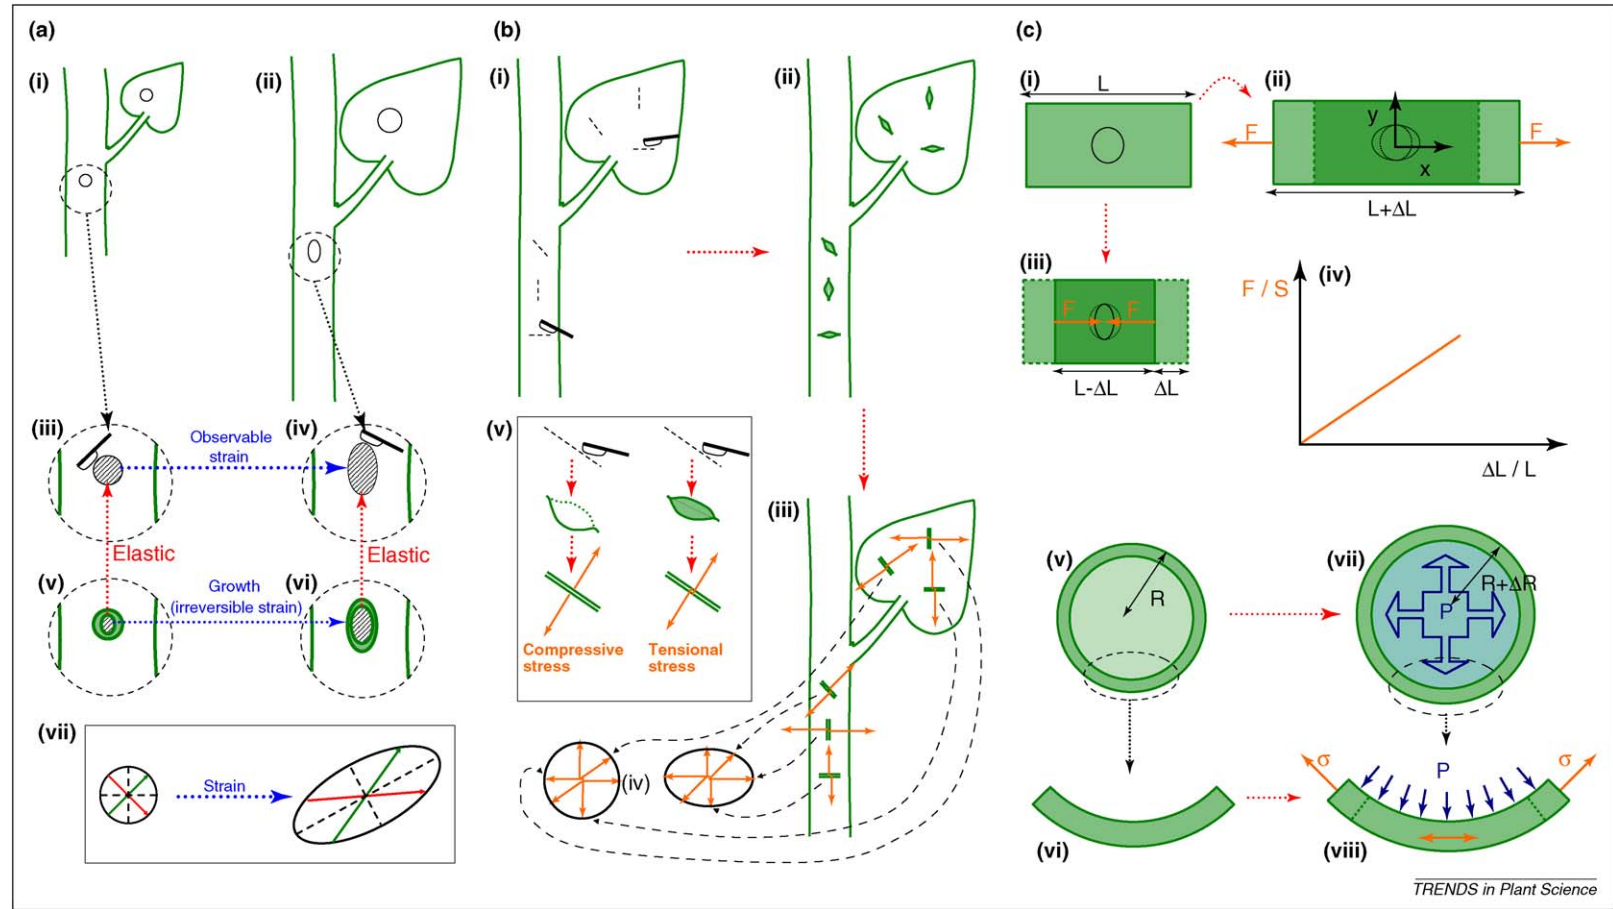 (a)
(i)
(ii)
(iii)
Observable
strain
(iv)
Elastic
Elastic
(v)
Growth
(irreversible strain)
(vi)
(vii)
Strain
(b)
(i)
(ii)
(v)
Compressive
stress
Tensional
stress
(iii)
(iv)
(c)
(i)
L
(ii)
F
F
y
x
L+ΔL
(iii)
F
F
L-ΔL
ΔL
F / S
(iv)
ΔL / L
(v)
R
(vii)
R+ΔR
P
(vi)
σ
P
σ
(viii)
TRENDS in Plant Science